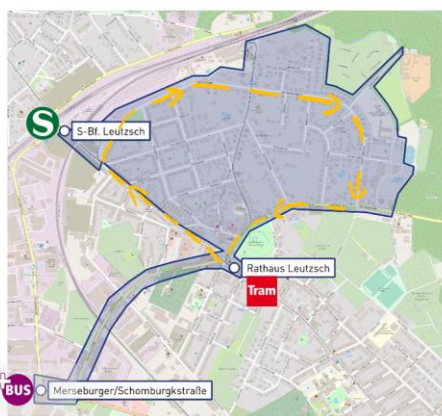 S
S-Bf. Leutzsch
Rathaus Leutzsch
Tram
BUS
Merseburger/Schomburgkstraße